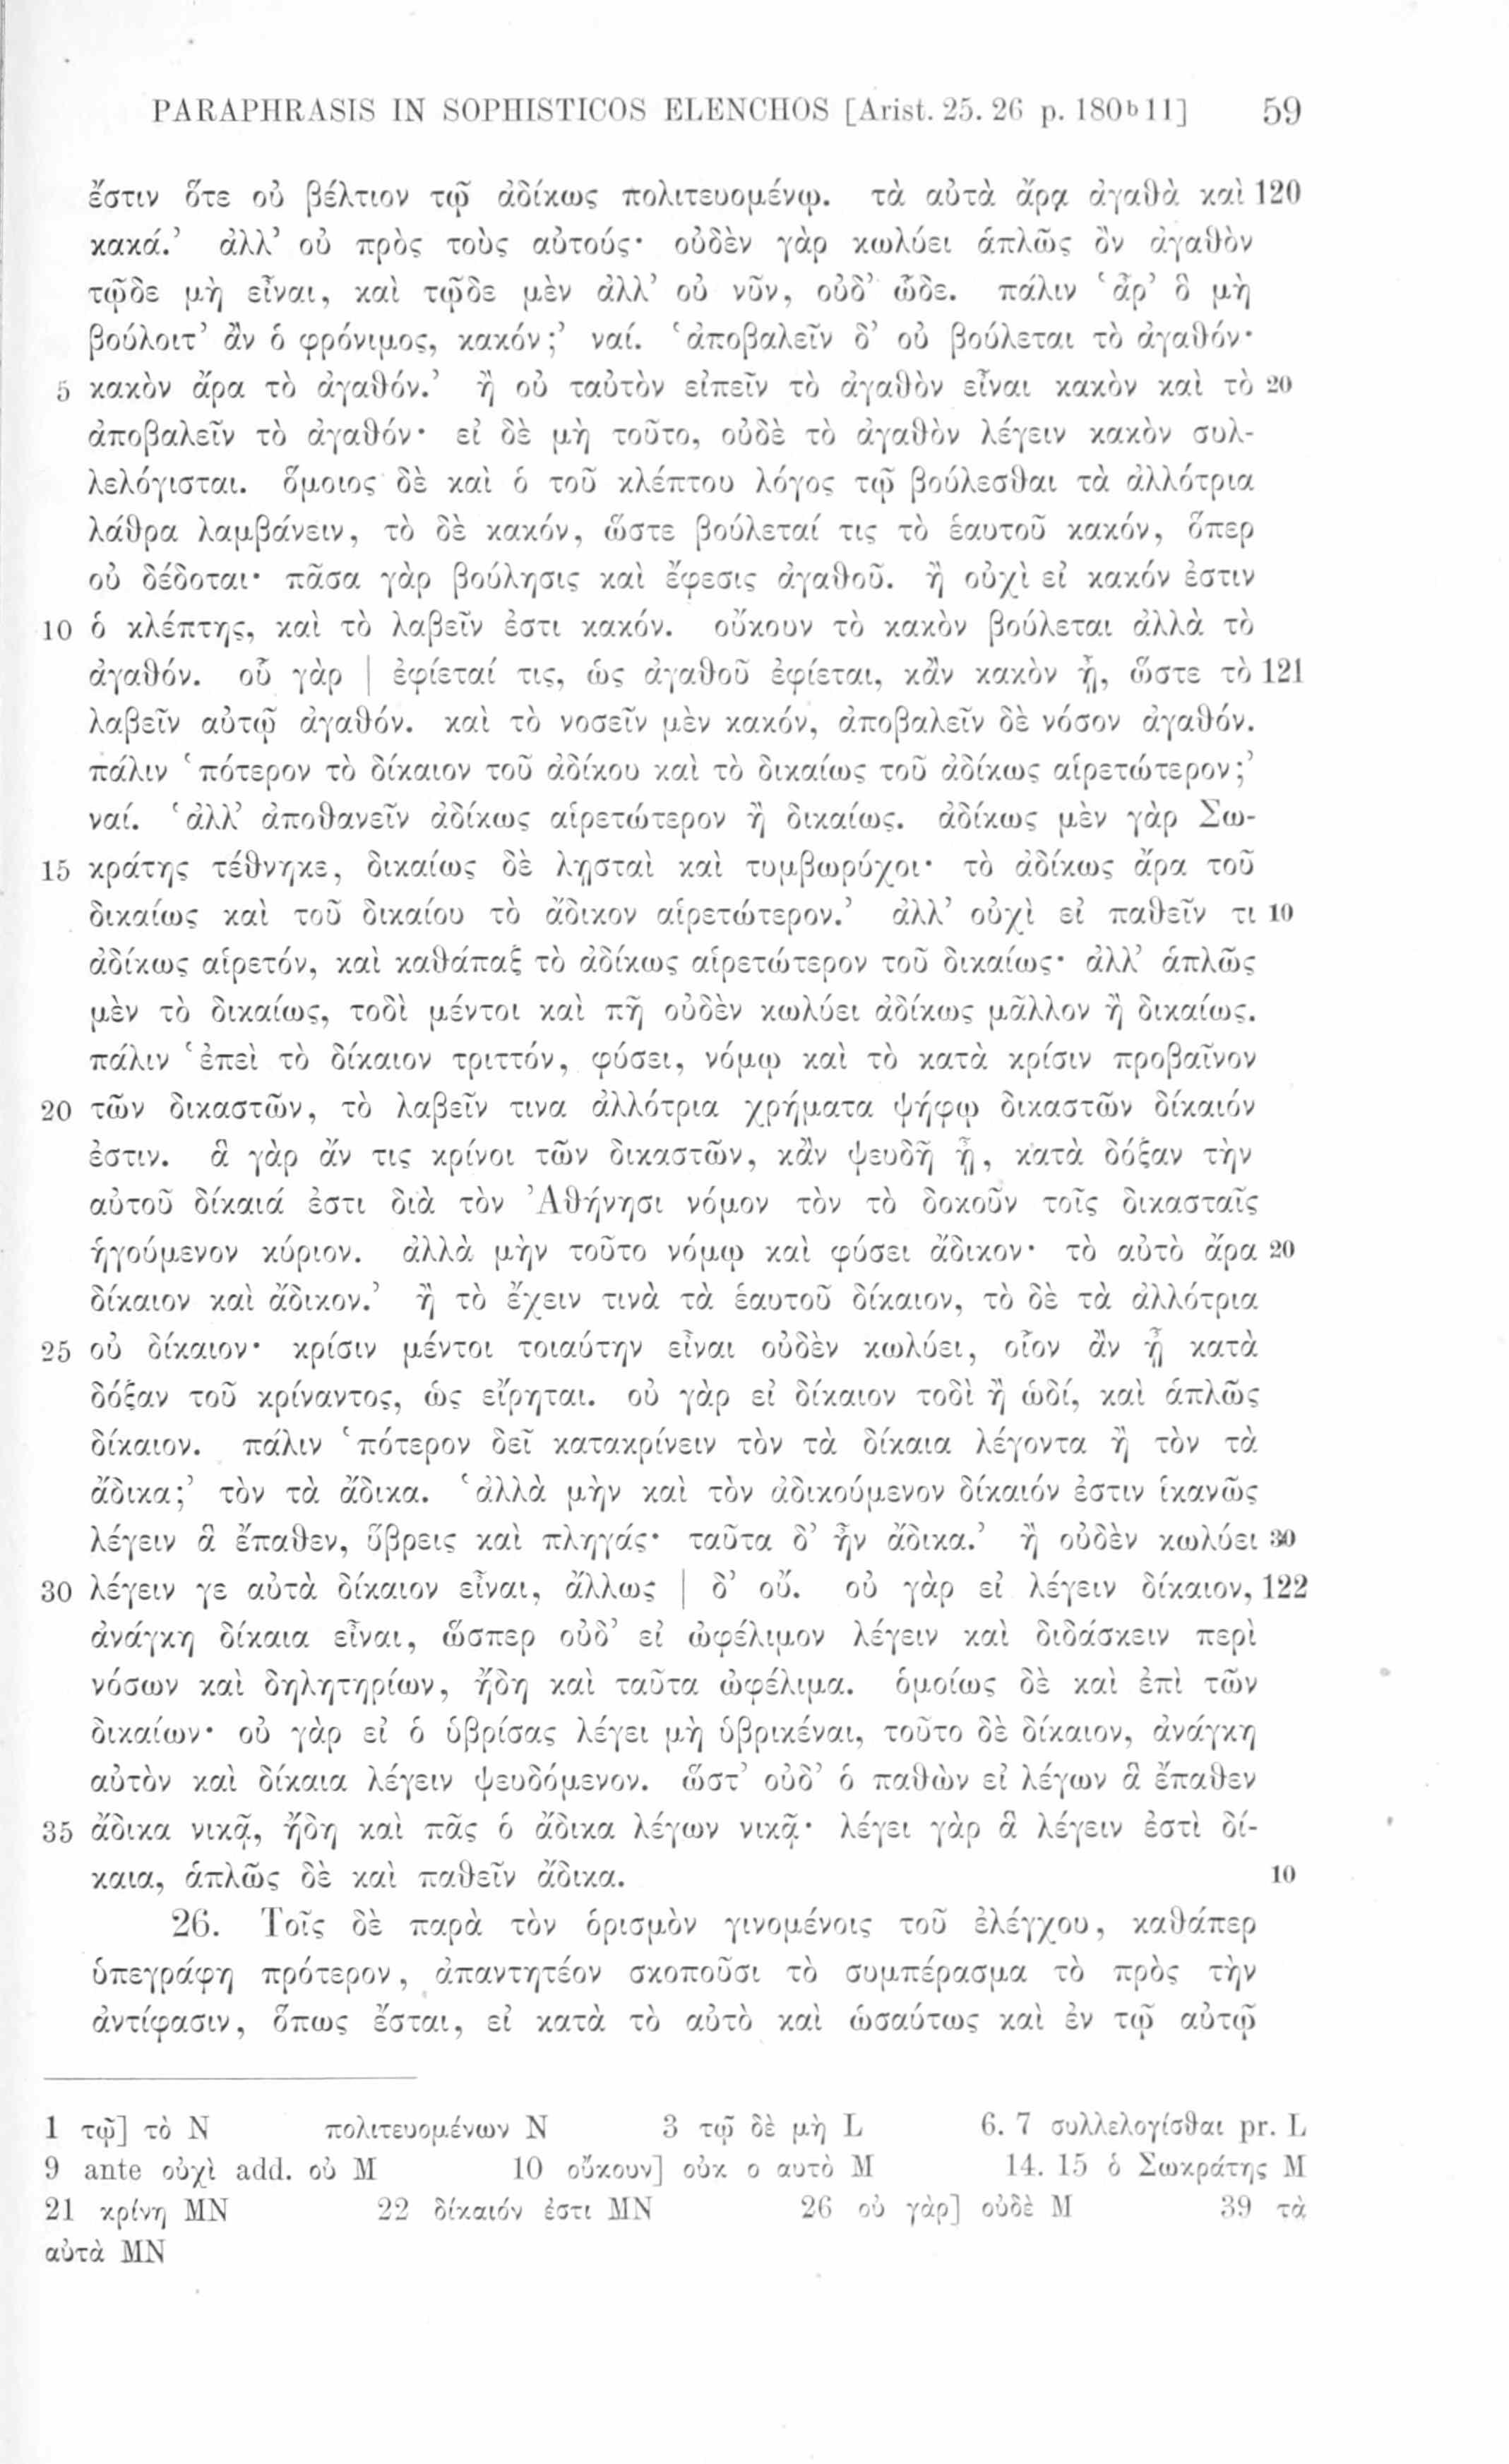 PARAPHRASIS IN SOPHISTICOS ELENCHOS [Arist. 25. 26 p. 180ᵇ11] 59
ἔστιν ὅτε οὐ βέλτιον τῷ ἀδίκως πολιτευομένῳ. τὰ αὐτὰ ἄρα ἀγαθὰ καὶ 120
κακά.’ ἀλλ’ οὐ πρὸς τοὺς αὐτούς· οὐδὲν γὰρ κωλύει ἁπλῶς ὂν ἀγαθὸν
τῷδε μὴ εἶναι, καὶ τῷδε μὲν ἀλλ’ οὐ νῦν, οὐδ’ ὧδε. πάλιν ‘ἆρ’ ὃ μὴ
βούλοιτ’ ἂν ὁ φρόνιμος, κακόν;’ ναί. ‘ἀποβαλεῖν δ’ οὐ βούλεται τὸ ἀγαθόν·
5 κακὸν ἄρα τὸ ἀγαθόν.’ ἢ οὐ ταὐτὸν εἰπεῖν τὸ ἀγαθὸν εἶναι κακὸν καὶ τὸ 20
ἀποβαλεῖν τὸ ἀγαθόν· εἰ δὲ μὴ τοῦτο, οὐδὲ τὸ ἀγαθὸν λέγειν κακὸν συλ-
λελόγισται. ὅμοιος δὲ καὶ ὁ τοῦ κλέπτου λόγος τῷ βούλεσθαι τὰ ἀλλότρια
λάθρα λαμβάνειν, τὸ δὲ κακόν, ὥστε βούλεταί τις τὸ ἑαυτοῦ κακόν, ὅπερ
οὐ δέδοται· πᾶσα γὰρ βούλησις καὶ ἔφεσις ἀγαθοῦ. ἢ οὐχὶ εἰ κακόν ἐστιν
10 ὁ κλέπτης, καὶ τὸ λαβεῖν ἐστι κακόν. οὔκουν τὸ κακὸν βούλεται ἀλλὰ τὸ
ἀγαθόν. οὗ γὰρ | ἐφίεταί τις, ὡς ἀγαθοῦ ἐφίεται, κἂν κακὸν ᾖ, ὥστε τὸ 121
λαβεῖν αὐτῷ ἀγαθόν. καὶ τὸ νοσεῖν μὲν κακόν, ἀποβαλεῖν δὲ νόσον ἀγαθόν.
πάλιν ‘πότερον τὸ δίκαιον τοῦ ἀδίκου καὶ τὸ δικαίως τοῦ ἀδίκως αἱρετώτερον;’
ναί. ‘ἀλλ’ ἀποθανεῖν ἀδίκως αἱρετώτερον ἢ δικαίως. ἀδίκως μὲν γὰρ Σω-
15 κράτης τέθνηκε, δικαίως δὲ λῃσταὶ καὶ τυμβωρύχοι· τὸ ἀδίκως ἄρα τοῦ
δικαίως καὶ τοῦ δικαίου τὸ ἄδικον αἱρετώτερον.’ ἀλλ’ οὐχὶ εἰ παθεῖν τι 10
ἀδίκως αἱρετόν, καὶ καθάπαξ τὸ ἀδίκως αἱρετώτερον τοῦ δικαίως· ἀλλ’ ἁπλῶς
μὲν τὸ δικαίως, τοδὶ μέντοι καὶ πῆ οὐδὲν κωλύει ἀδίκως μᾶλλον ἢ δικαίως.
πάλιν ‘ἐπεὶ τὸ δίκαιον τριττόν, φύσει, νόμῳ καὶ τὸ κατὰ κρίσιν προβαῖνον
20 τῶν δικαστῶν, τὸ λαβεῖν τινα ἀλλότρια χρήματα ψήφῳ δικαστῶν δίκαιόν
ἐστιν. ἃ γὰρ ἄν τις κρίνοι τῶν δικαστῶν, κἂν ψευδῆ ᾖ, κατὰ δόξαν τὴν
αὐτοῦ δίκαιά ἐστι διὰ τὸν Ἀθήνησι νόμον τὸν τὸ δοκοῦν τοῖς δικασταῖς
ἡγούμενον κύριον. ἀλλὰ μὴν τοῦτο νόμῳ καὶ φύσει ἄδικον· τὸ αὐτὸ ἄρα 20
δίκαιον καὶ ἄδικον.’ ἢ τὸ ἔχειν τινὰ τὰ ἑαυτοῦ δίκαιον, τὸ δὲ τὰ ἀλλότρια
25 οὐ δίκαιον· κρίσιν μέντοι τοιαύτην εἶναι οὐδὲν κωλύει, οἷον ἂν ᾖ κατὰ
δόξαν τοῦ κρίναντος, ὡς εἴρηται. οὐ γὰρ εἰ δίκαιον τοδὶ ἢ ὡδί, καὶ ἁπλῶς
δίκαιον. πάλιν ‘πότερον δεῖ κατακρίνειν τὸν τὰ δίκαια λέγοντα ἢ τὸν τὰ
ἄδικα;’ τὸν τὰ ἄδικα. ‘ἀλλὰ μὴν καὶ τὸν ἀδικούμενον δίκαιόν ἐστιν ἱκανῶς
λέγειν ἃ ἔπαθεν, ὕβρεις καὶ πληγάς· ταῦτα δ’ ἦν ἄδικα.’ ἢ οὐδὲν κωλύει 30
30 λέγειν γε αὐτὰ δίκαιον εἶναι, ἄλλως | δ’ οὔ. οὐ γὰρ εἰ λέγειν δίκαιον, 122
ἀνάγκη δίκαια εἶναι, ὥσπερ οὐδ’ εἰ ὠφέλιμον λέγειν καὶ διδάσκειν περὶ
νόσων καὶ δηλητηρίων, ἤδη καὶ ταῦτα ὠφέλιμα. ὁμοίως δὲ καὶ ἐπὶ τῶν
δικαίων· οὐ γὰρ εἰ ὁ ὑβρίσας λέγει μὴ ὑβρικέναι, τοῦτο δὲ δίκαιον, ἀνάγκη
αὐτὸν καὶ δίκαια λέγειν ψευδόμενον. ὥστ’ οὐδ’ ὁ παθὼν εἰ λέγων ἃ ἔπαθεν
35 ἄδικα νικᾷ, ἤδη καὶ πᾶς ὁ ἄδικα λέγων νικᾷ· λέγει γὰρ ἃ λέγειν ἐστὶ δί-
καια, ἁπλῶς δὲ καὶ παθεῖν ἄδικα. 10
26. Τοῖς δὲ παρὰ τὸν ὁρισμὸν γινομένοις τοῦ ἐλέγχου, καθάπερ
ὑπεγράφη πρότερον, ἀπαντητέον σκοποῦσι τὸ συμπέρασμα τὸ πρὸς τὴν
ἀντίφασιν, ὅπως ἔσται, εἰ κατὰ τὸ αὐτὸ καὶ ὡσαύτως καὶ ἐν τῷ αὐτῷ
1 τῷ] τὸ N πολιτευομένων N 3 τῷ δὲ μὴ L 6. 7 συλλελογίσθαι pr. L
9 ante οὐχὶ add. οὐ M 10 οὔκουν] οὐκ ο αυτὸ M 14. 15 ὁ Σωκράτης M
21 κρίνῃ MN 22 δίκαιόν ἐστι MN 26 οὐ γὰρ] οὐδὲ M 39 τὰ
αὐτὰ MN